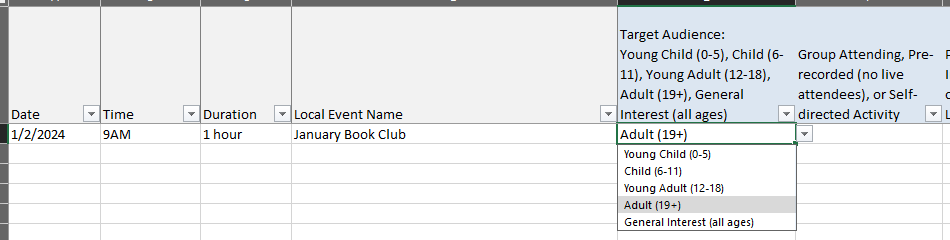 Target Audience:
Young Child (0-5), Child (6-
11), Young Adult (12-18),
Adult (19+), General
Interest (all ages)
Group Attending, Pre-
recorded (no live
attendees), or Self-
directed Activity
Date
Time
Duration
Local Event Name
1/2/2024
9AM
1 hour
January Book Club
Adult (19+)
Young Child (0-5)
Child (6-11)
Young Adult (12-18)
Adult (19+)
General Interest (all ages)